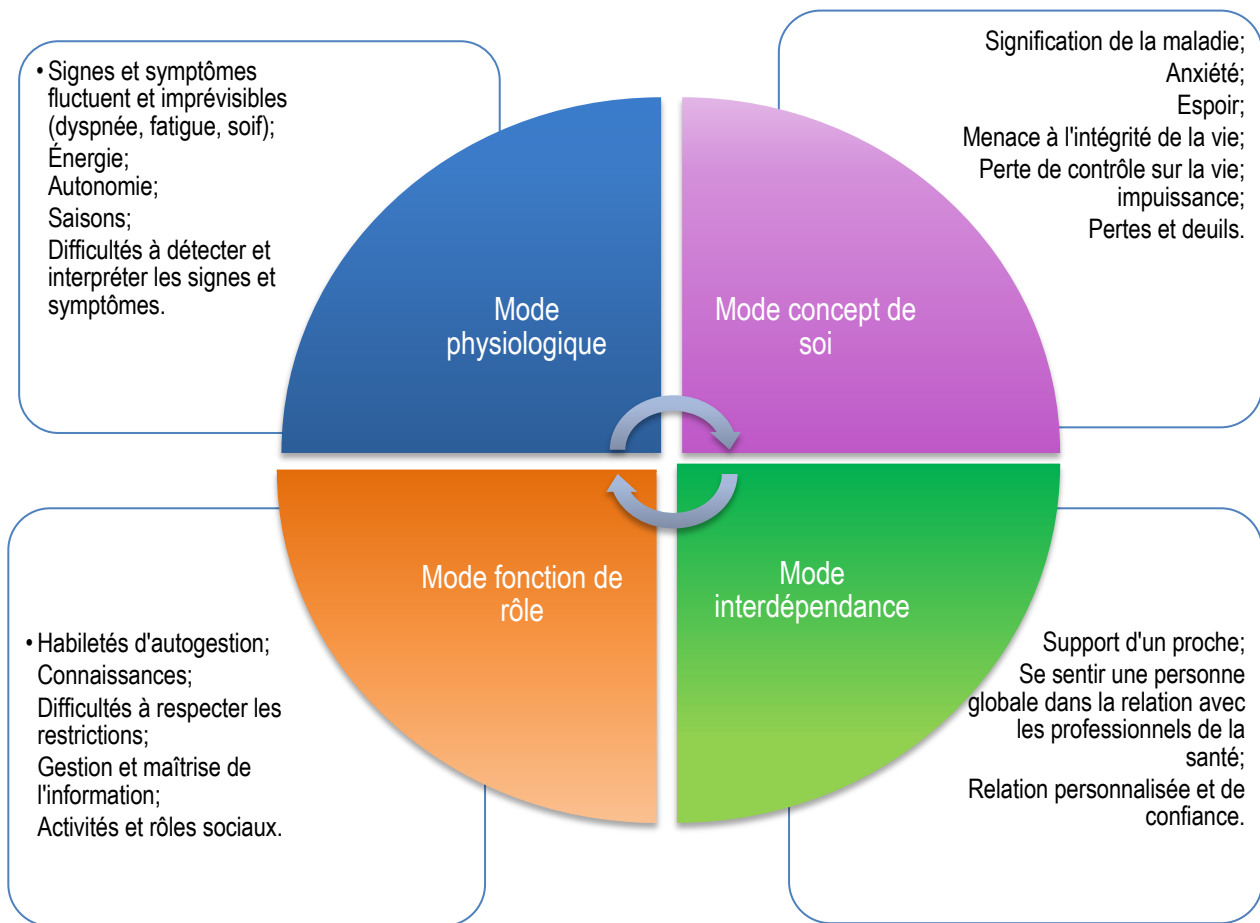 • Signes et symptômes
fluctuent et imprévisibles
(dyspnée, fatigue, soif);
Énergie;
Autonomie;
Saisons;
Difficultés à détecter et
interpréter les signes et
symptômes.
Signification de la maladie;
Anxiété;
Espoir;
Menace à l'intégrité de la vie;
Perte de contrôle sur la vie;
impuissance;
Pertes et deuils.
Mode
physiologique
Mode concept de
soi
Mode fonction de
rôle
Mode
interdépendance
• Habiletés d'autogestion;
Connaissances;
Difficultés à respecter les
restrictions;
Gestion et maîtrise de
l'information;
Activités et rôles sociaux.
Support d'un proche;
Se sentir une personne
globale dans la relation avec
les professionnels de la
santé;
Relation personnalisée et de
confiance.